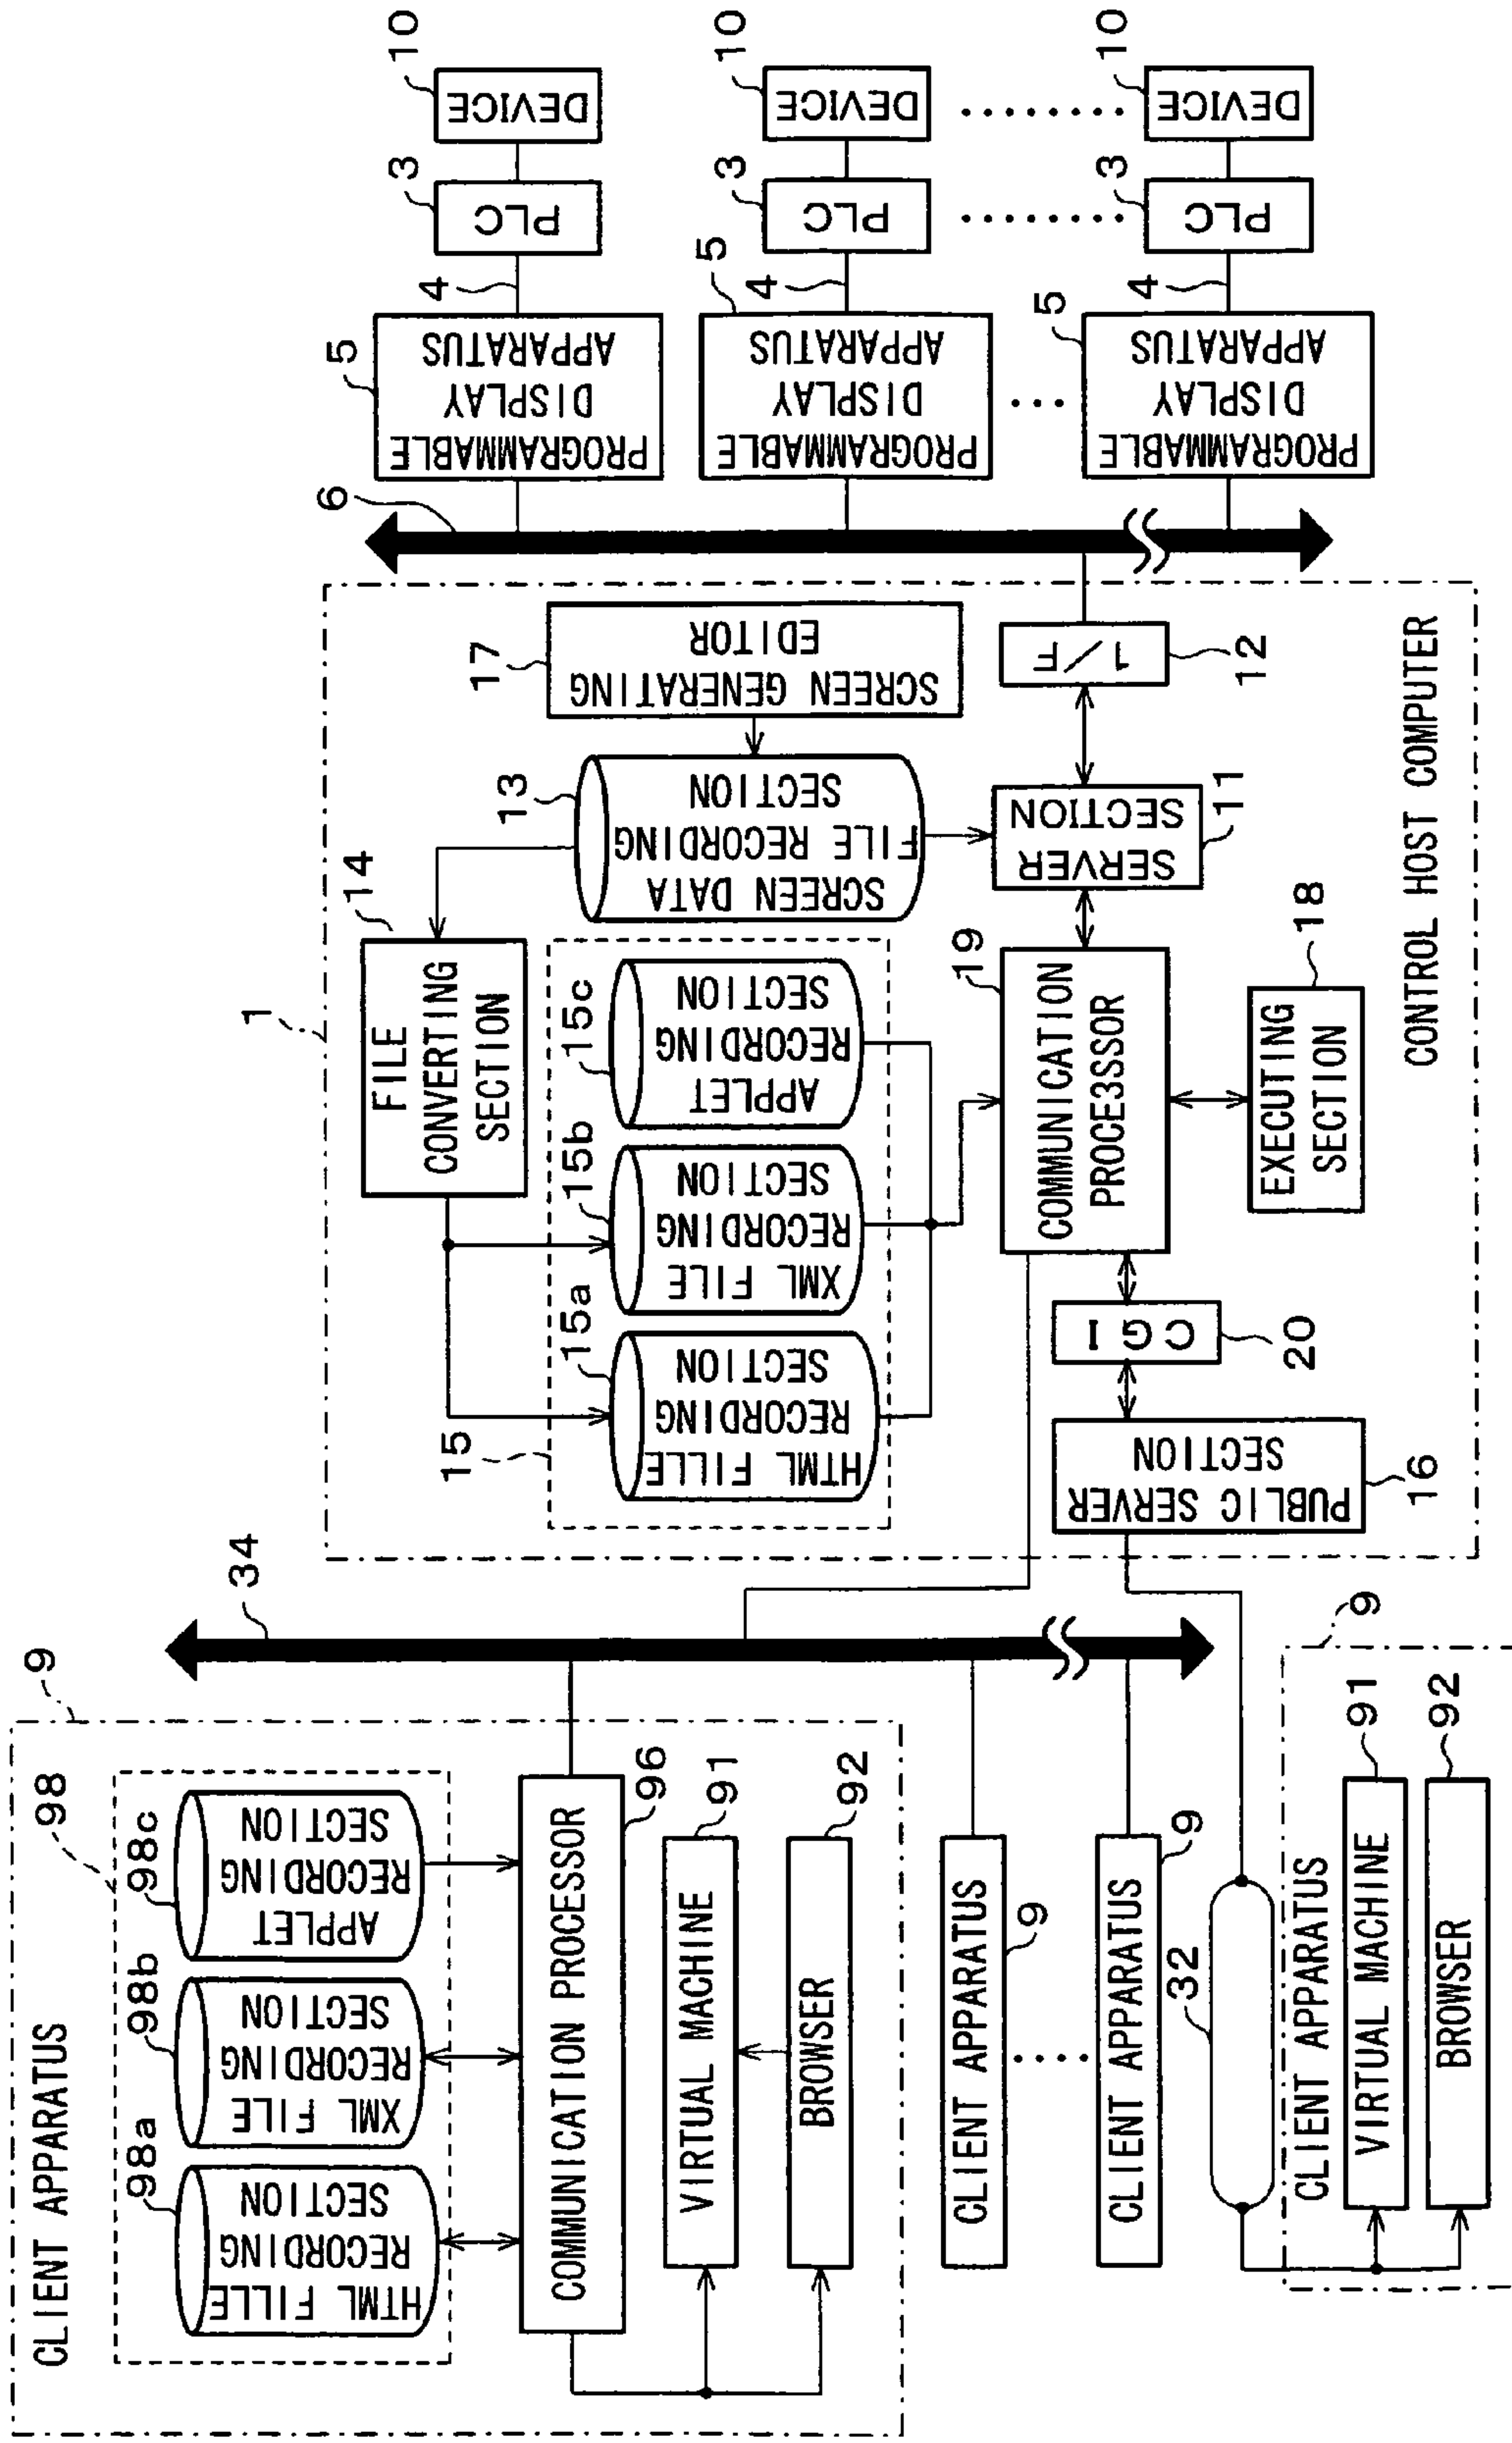 CLIENT APPARATUS
9
98
98a
HTML FILLE
RECORDING
SECTION
98b
XML FILE
RECORDING
SECTION
98c
APPLET
RECORDING
SECTION
COMMUNICATION PROCESSOR
96
VIRTUAL MACHINE
91
BROWSER
92
CLIENT APPARATUS
9
CLIENT APPARATUS
9
32
CLIENT APPARATUS
9
VIRTUAL MACHINE
91
BROWSER
92
34
1
FILE
CONVERTING
SECTION
14
15
15a
HTML FILLE
RECORDING
SECTION
15b
XML FILE
RECORDING
SECTION
15c
APPLET
RECORDING
SECTION
13
SCREEN DATA
FILE RECORDING
SECTION
17
SCREEN GENERATING
EDITOR
PUBLIC SERVER
SECTION
16
CGI
20
COMMUNICATION
PROCE3SSOR
19
EXECUTING
SECTION
18
SERVER
SECTION
11
1/F
12
CONTROL HOST COMPUTER
6
PROGRAMMABLE
DISPLAY
APPARATUS
5
4
PLC
3
DEVICE
10
PROGRAMMABLE
DISPLAY
APPARATUS
5
4
PLC
3
DEVICE
10
PROGRAMMABLE
DISPLAY
APPARATUS
5
4
PLC
3
DEVICE
10